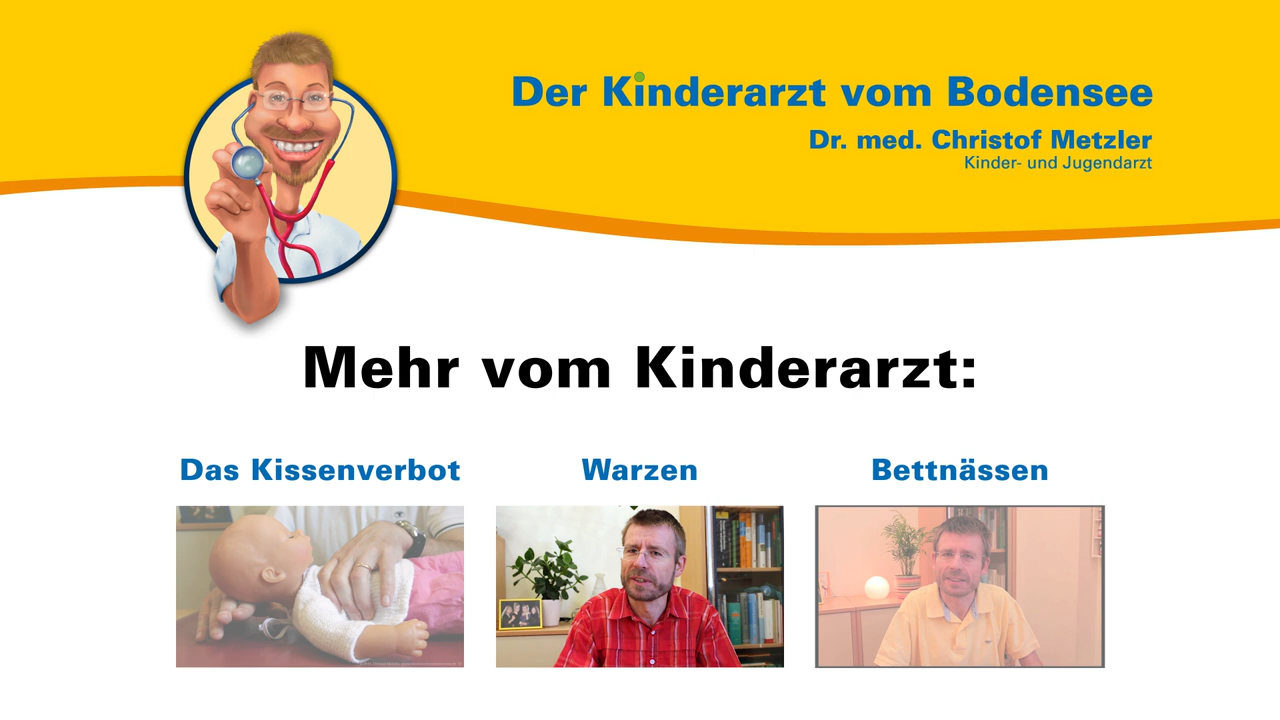 Der Kinderarzt vom Bodensee
Dr. med. Christof Metzler
Kinder- und Jugendarzt
Mehr vom Kinderarzt:
Das Kissenverbot
Warzen
Bettnässen